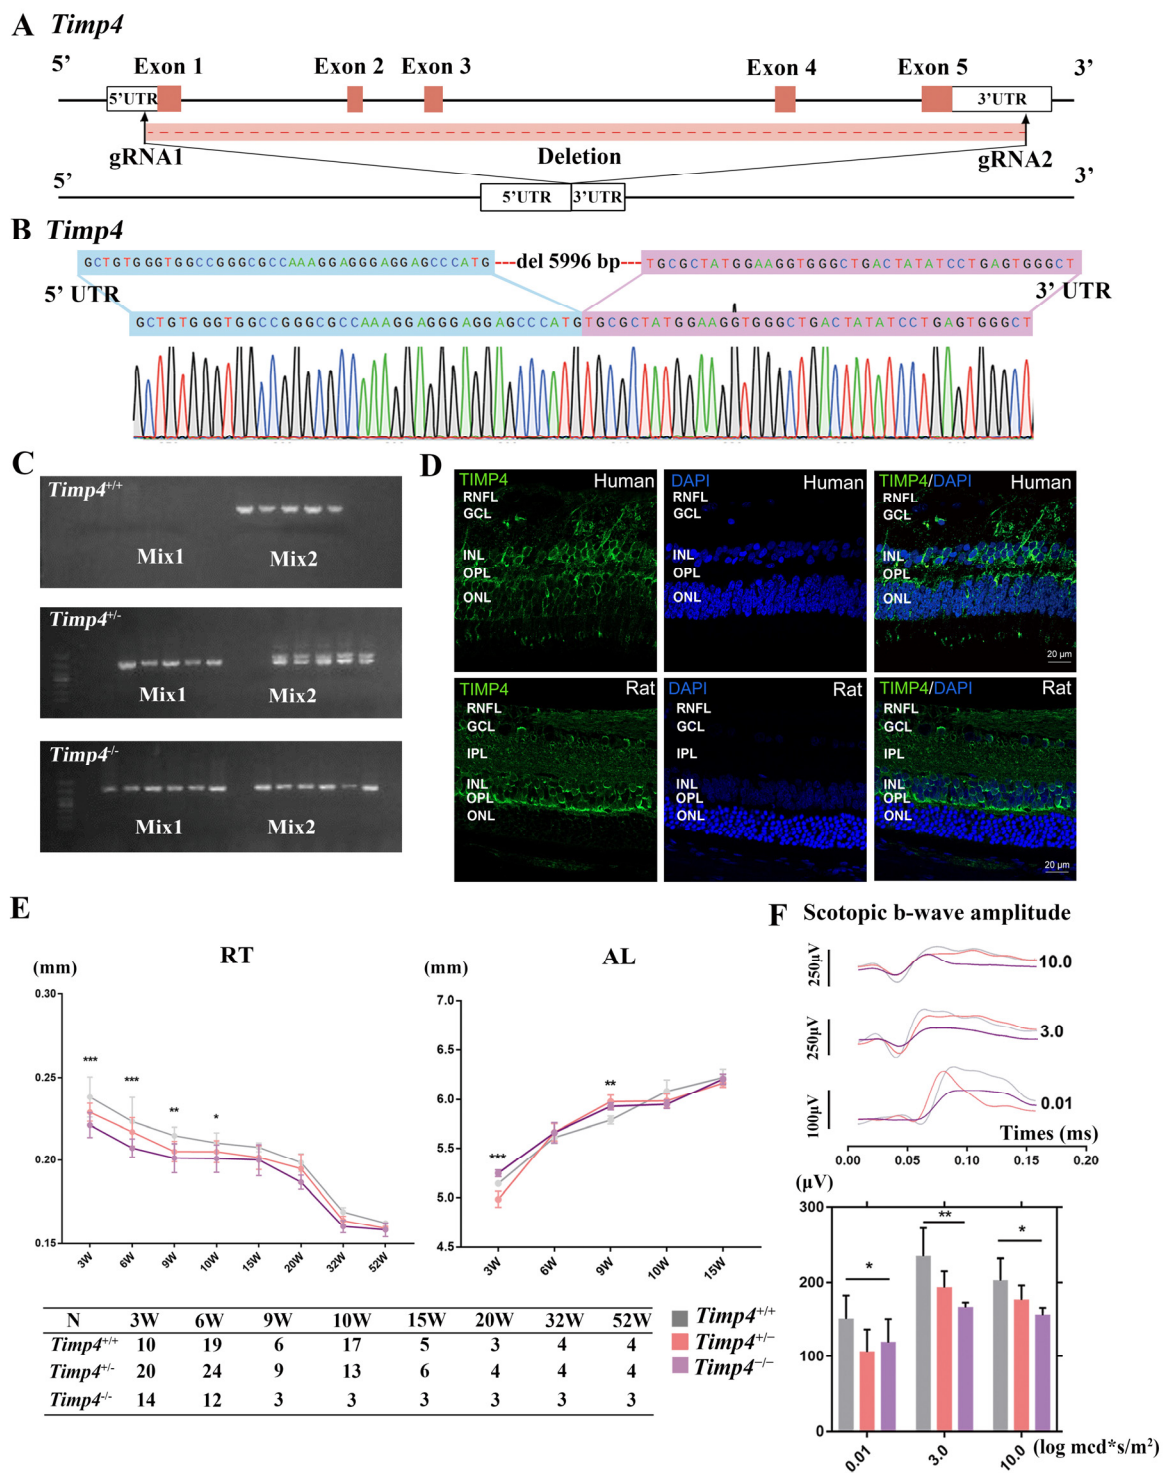 A Timp4
5' Exon 1 Exon 2 Exon 3 Exon 4 Exon 5 3'
5'UTR 3'UTR
gRNA1 Deletion gRNA2
5' 3'
5'UTR 3'UTR
B Timp4
GCTGTGGGTGGCCGGGCGCCAAAGGAGGGAGGAGCCCATG ---del 5996 bp--- TGCGCTATGGAAGGTGGGCTGACTATATCCTGAGTGGGCT
5' UTR 3' UTR
GCTGTGGGTGGCCGGGCGCCAAAGGAGGGAGGAGCCCATGTGCGCTATGGAAGGTGGGCTGACTATATCCTGAGTGGGCT
C
Timp4+/+
Mix1 Mix2
Timp4+/-
Mix1 Mix2
Timp4-/-
Mix1 Mix2
D
TIMP4 Human
RNFL
GCL
INL
OPL
ONL
DAPI Human
RNFL
GCL
INL
OPL
ONL
TIMP4/DAPI Human
RNFL
GCL
INL
OPL
ONL
20 µm
TIMP4 Rat
RNFL
GCL
IPL
INL
OPL
ONL
DAPI Rat
RNFL
GCL
IPL
INL
OPL
ONL
TIMP4/DAPI Rat
RNFL
GCL
IPL
INL
OPL
ONL
20 µm
E
RT
(mm)
0.30
0.25
0.20
0.15
*** *** ** *
3W 6W 9W 10W 15W 20W 32W 52W
AL
(mm)
7.0
6.5
6.0
5.5
5.0
4.5
*** **
3W 6W 9W 10W 15W
N 3W 6W 9W 10W 15W 20W 32W 52W
Timp4+/+ 10 19 6 17 5 3 4 4
Timp4+/- 20 24 9 13 6 4 4 4
Timp4-/- 14 12 3 3 3 3 3 3
Timp4+/+
Timp4+/−
Timp4−/−
F Scotopic b-wave amplitude
250µV 10.0
250µV 3.0
100µV 0.01
Times (ms)
0.00 0.05 0.10 0.15 0.20
(µV)
300
200
100
0
* ** *
0.01 3.0 10.0 (log mcd*s/m2)